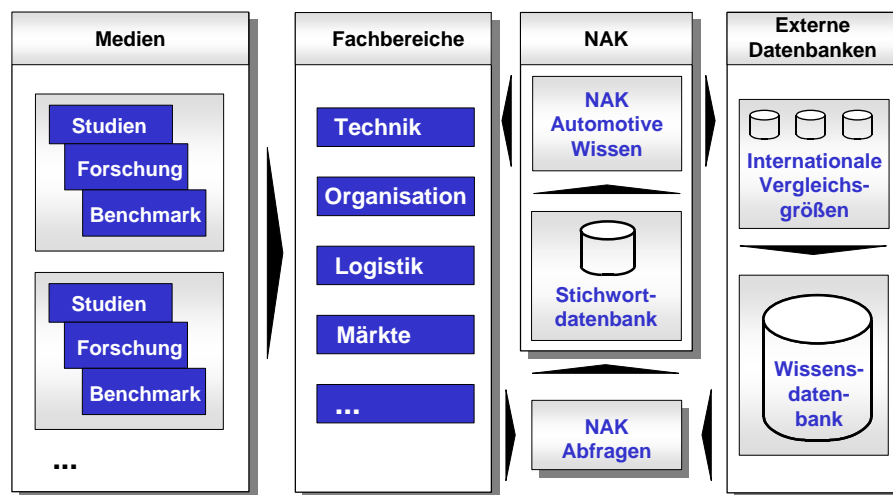 Medien
Studien
Forschung
Benchmark
Studien
Forschung
Benchmark
...
Fachbereiche
Technik
Organisation
Logistik
Märkte
...
NAK
NAK
Automotive
Wissen
Stichwort-
datenbank
NAK
Abfragen
Externe
Datenbanken
Internationale
Vergleichs-
größen
Wissens-
daten-
bank